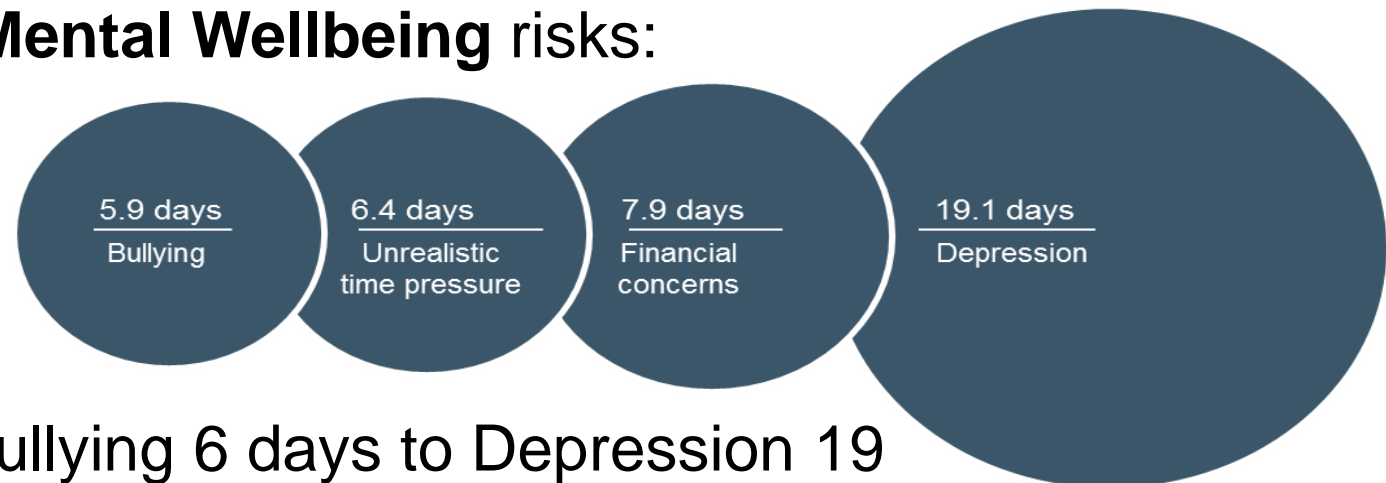 Mental Wellbeing risks:
5.9 days
Bullying
6.4 days
Unrealistic
time pressure
7.9 days
Financial
concerns
19.1 days
Depression
ullying 6 days to Depression 19